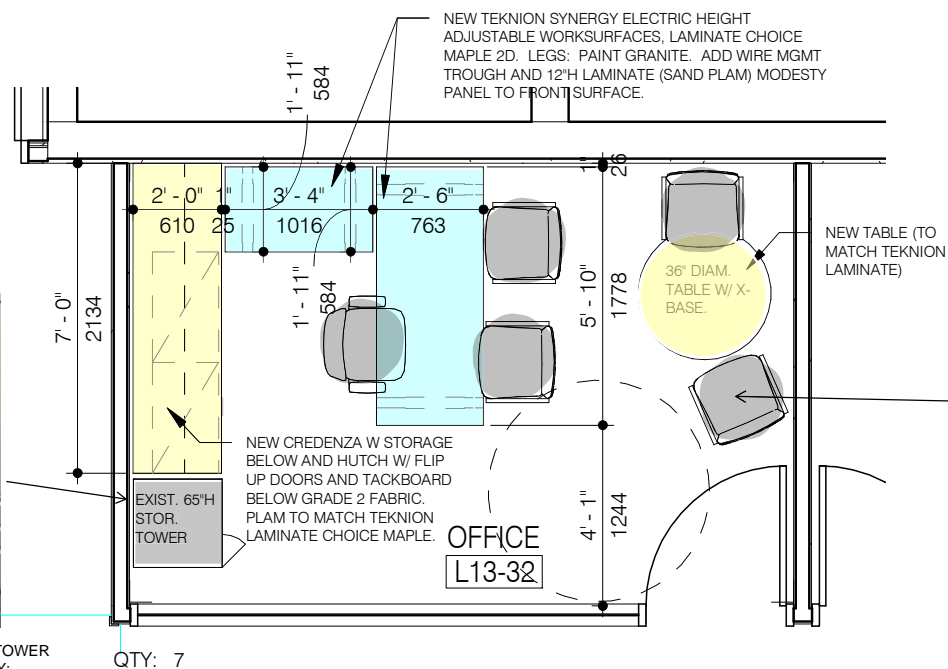 NEW TEKNION SYNERGY ELECTRIC HEIGHT
ADJUSTABLE WORKSURFACES, LAMINATE CHOICE
MAPLE 2D.  LEGS:  PAINT GRANITE.  ADD WIRE MGMT
TROUGH AND 12"H LAMINATE (SAND PLAM) MODESTY
PANEL TO FRONT SURFACE.
1' - 11"
584
2' - 0"
610
1"
25
3' - 4"
1016
2' - 6"
763
1"
26
1' - 11"
584
7' - 0"
2134
5' - 10"
1778
36" DIAM.
TABLE W/ X-
BASE.
NEW TABLE (TO
MATCH TEKNION
LAMINATE)
NEW CREDENZA W STORAGE
BELOW AND HUTCH W/ FLIP
UP DOORS AND TACKBOARD
BELOW GRADE 2 FABRIC.
PLAM TO MATCH TEKNION
LAMINATE CHOICE MAPLE.
EXIST. 65"H
STOR.
TOWER
4' - 1"
1244
OFFICE
L13-32
TOWER
QTY:  7